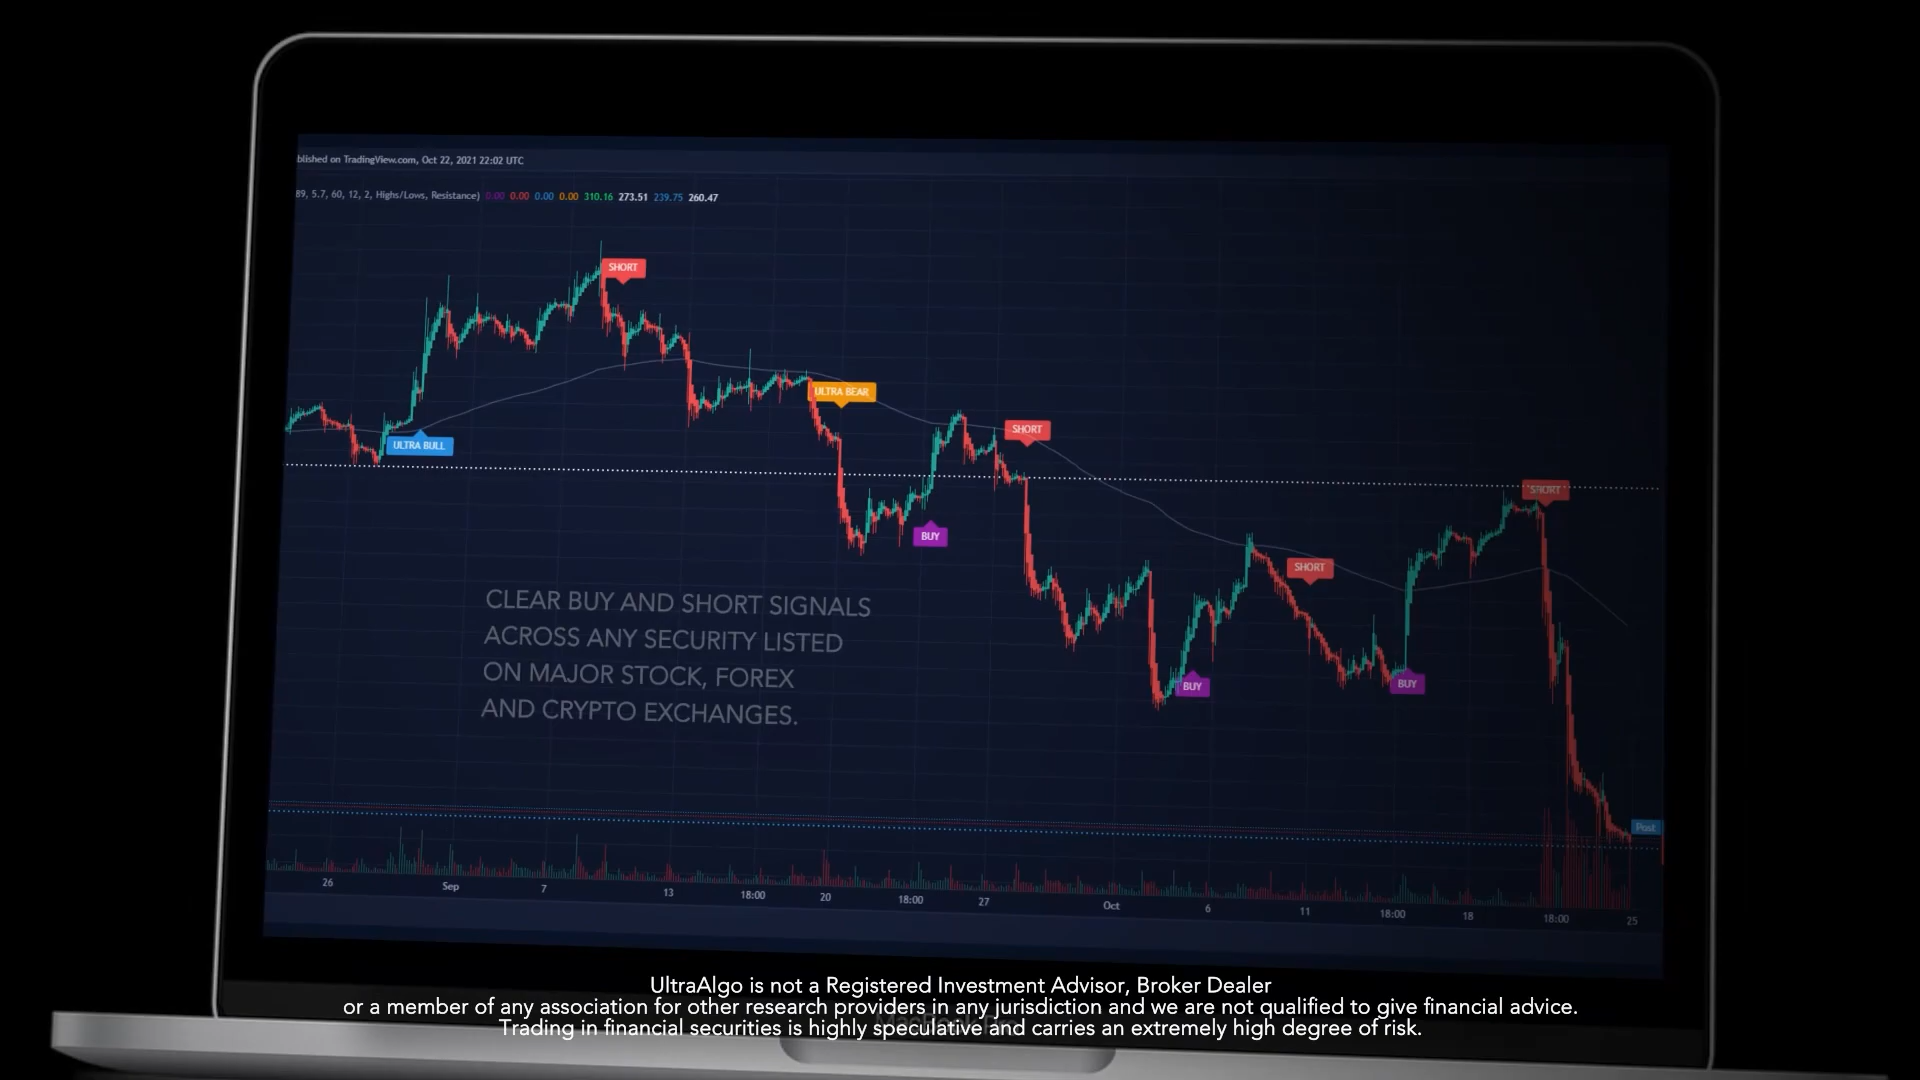 blished on TradingView.com, Oct 22, 2021 22:02 UTC
89, 5.7, 60, 12, 2, Highs/Lows, Resistance) 0.00 0.00 0.00 0.00 310.16 273.51 239.75 260.47
SHORT
ULTRA BEAR
SHORT
ULTRA BULL
SHORT
BUY
SHORT
BUY
BUY
CLEAR BUY AND SHORT SIGNALS
ACROSS ANY SECURITY LISTED
ON MAJOR STOCK, FOREX
AND CRYPTO EXCHANGES.
Post
26 Sep 7 13 18:00 20 18:00 27 Oct 6 11 18:00 18 18:00 25
UltraAlgo is not a Registered Investment Advisor, Broker Dealer
or a member of any association for other research providers in any jurisdiction and we are not qualified to give financial advice.
Trading in financial securities is highly speculative and carries an extremely high degree of risk.